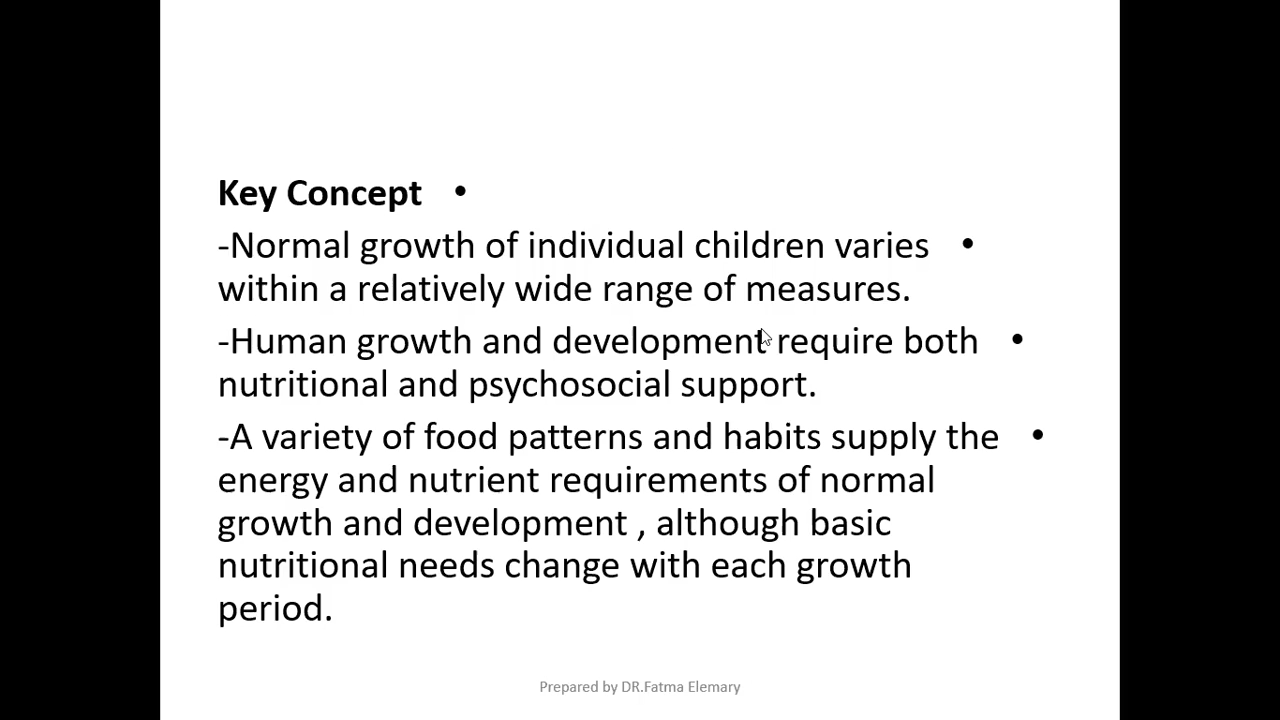 Key Concept •
-Normal growth of individual children varies •
within a relatively wide range of measures.
-Human growth and development require both •
nutritional and psychosocial support.
-A variety of food patterns and habits supply the •
energy and nutrient requirements of normal
growth and development , although basic
nutritional needs change with each growth
period.
Prepared by DR.Fatma Elemary